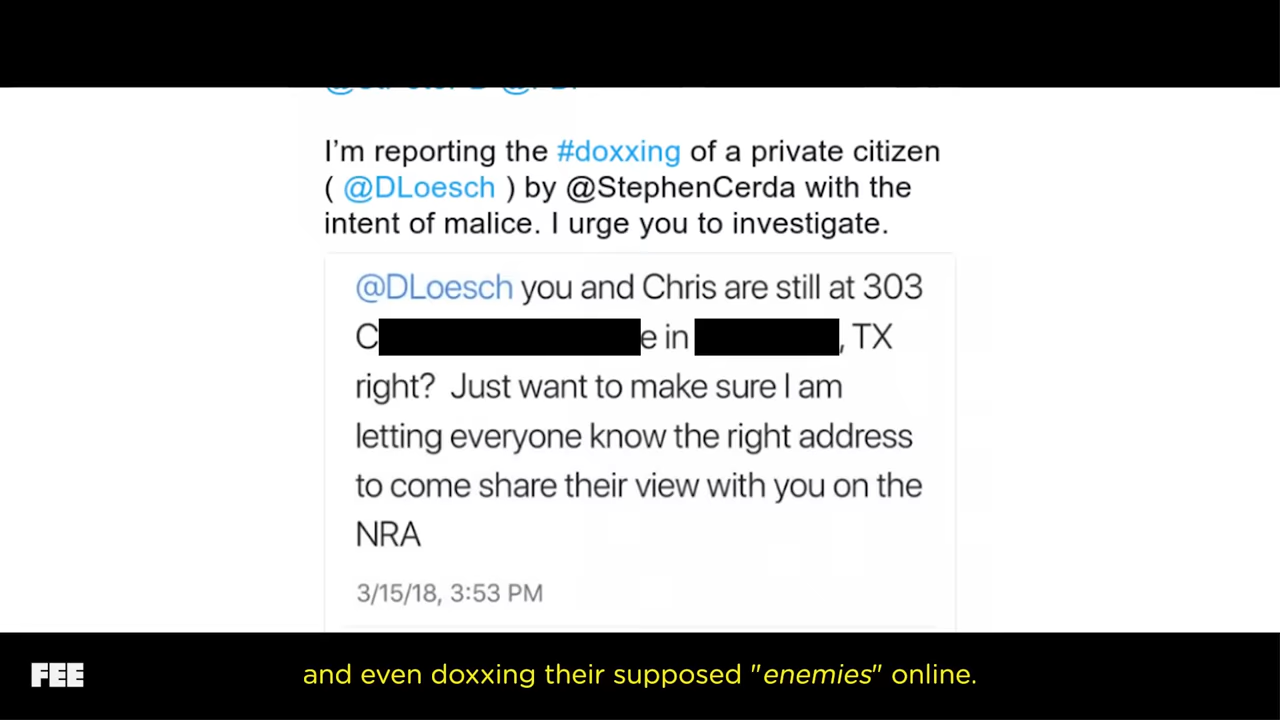 I'm reporting the #doxxing of a private citizen
( @DLoesch ) by @StephenCerda with the
intent of malice. I urge you to investigate.
@DLoesch you and Chris are still at 303
C e in , TX
right? Just want to make sure I am
letting everyone know the right address
to come share their view with you on the
NRA
3/15/18, 3:53 PM
FEE
and even doxxing their supposed "enemies" online.